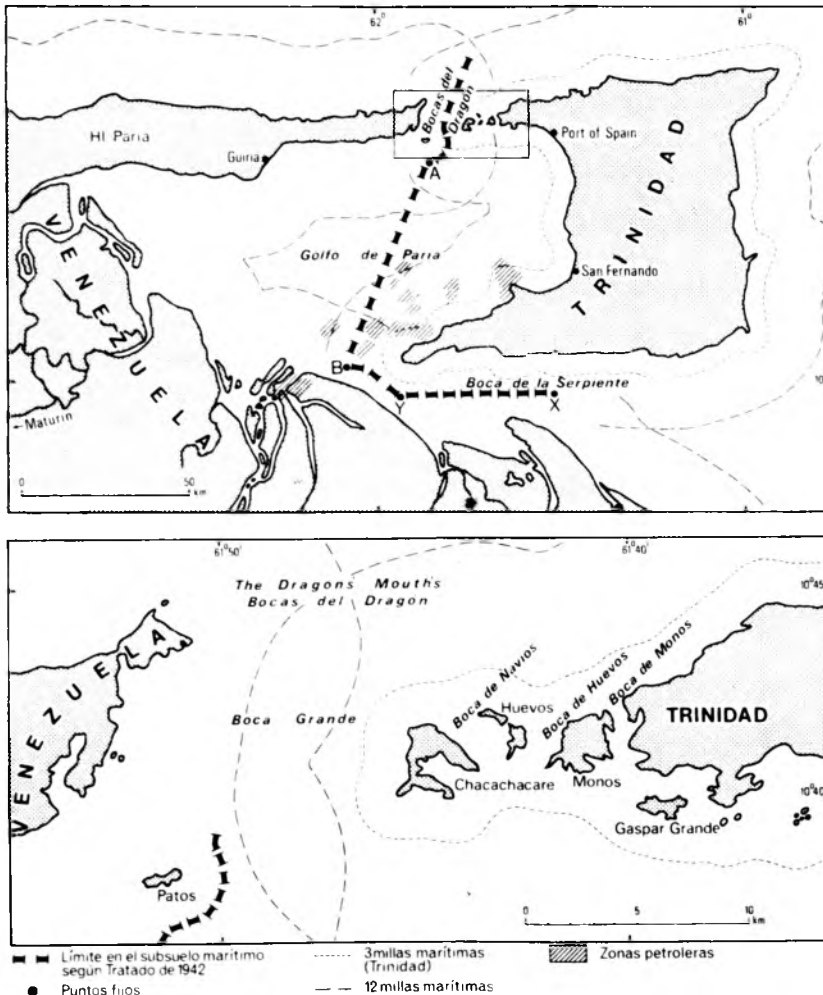 62°
61°
Bocas del
Dragon
HI Paria
Port of Spain
Guiria
A
VENEZUELA
Golfo de Paria
San Fernando
TRINIDAD
B
Boca de la Serpiente
10
Y
X
←Maturin
0 50
km
61°50'
61°40'
The Dragons Mouths
Bocas del Dragon
10°45'
VENEZUELA
Boca de Navios
Boca de Huevos
Boca de Monos
Huevos
TRINIDAD
Boca Grande
Chacachacare
Monos
10°40'
Gaspar Grande
Patos
0 5 10
km
Límite en el subsuelo marítimo
según Tratado de 1942
3 millas marítimas
(Trinidad)
Zonas petroleras
Puntos fijos
12 millas marítimas